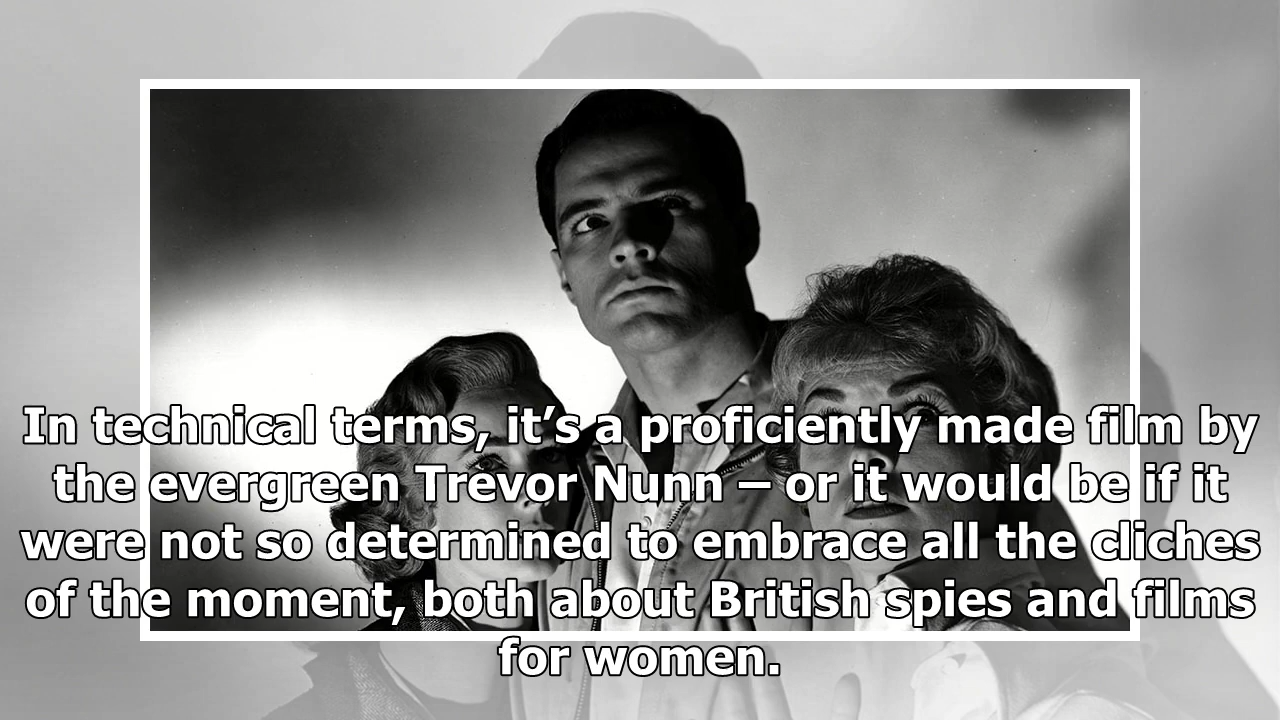 In technical terms, it’s a proficiently made film by
the evergreen Trevor Nunn – or it would be if it
were not so determined to embrace all the cliches
of the moment, both about British spies and films
for women.